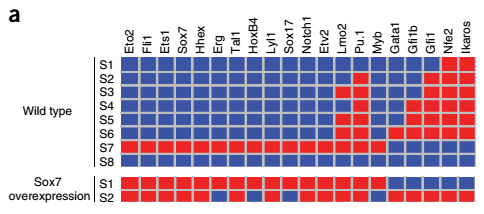 a
Eto2 Fli1 Ets1 Sox7 Hhex Erg Tal1 HoxB4 Lyl1 Sox17 Notch1 Etv2 Lmo2 Pu.1 Myb Gata1 Gfi1b Gfi1 Nfe2 Ikaros
Wild type
S1
S2
S3
S4
S5
S6
S7
S8
Sox7
overexpression
S1
S2